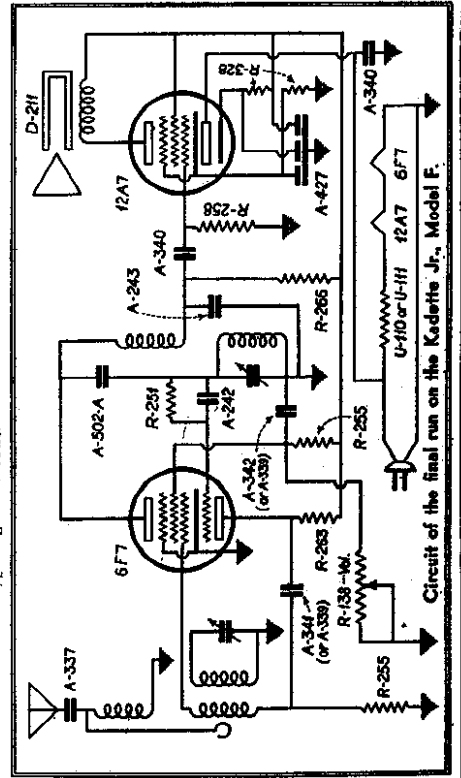 D-211
12A7
R-328
A-340
A-427
R-258
A-340
A-243
R-266
A-502-A
R-251
A-242
6F7
A-342
(or A-339)
R-255
R-263
R-138-Vol.
A-341
(or A-339)
R-255
A-337
U-110 or U-111 12A7 6F7
Circuit of the final run on the Kadette Jr., Model F.